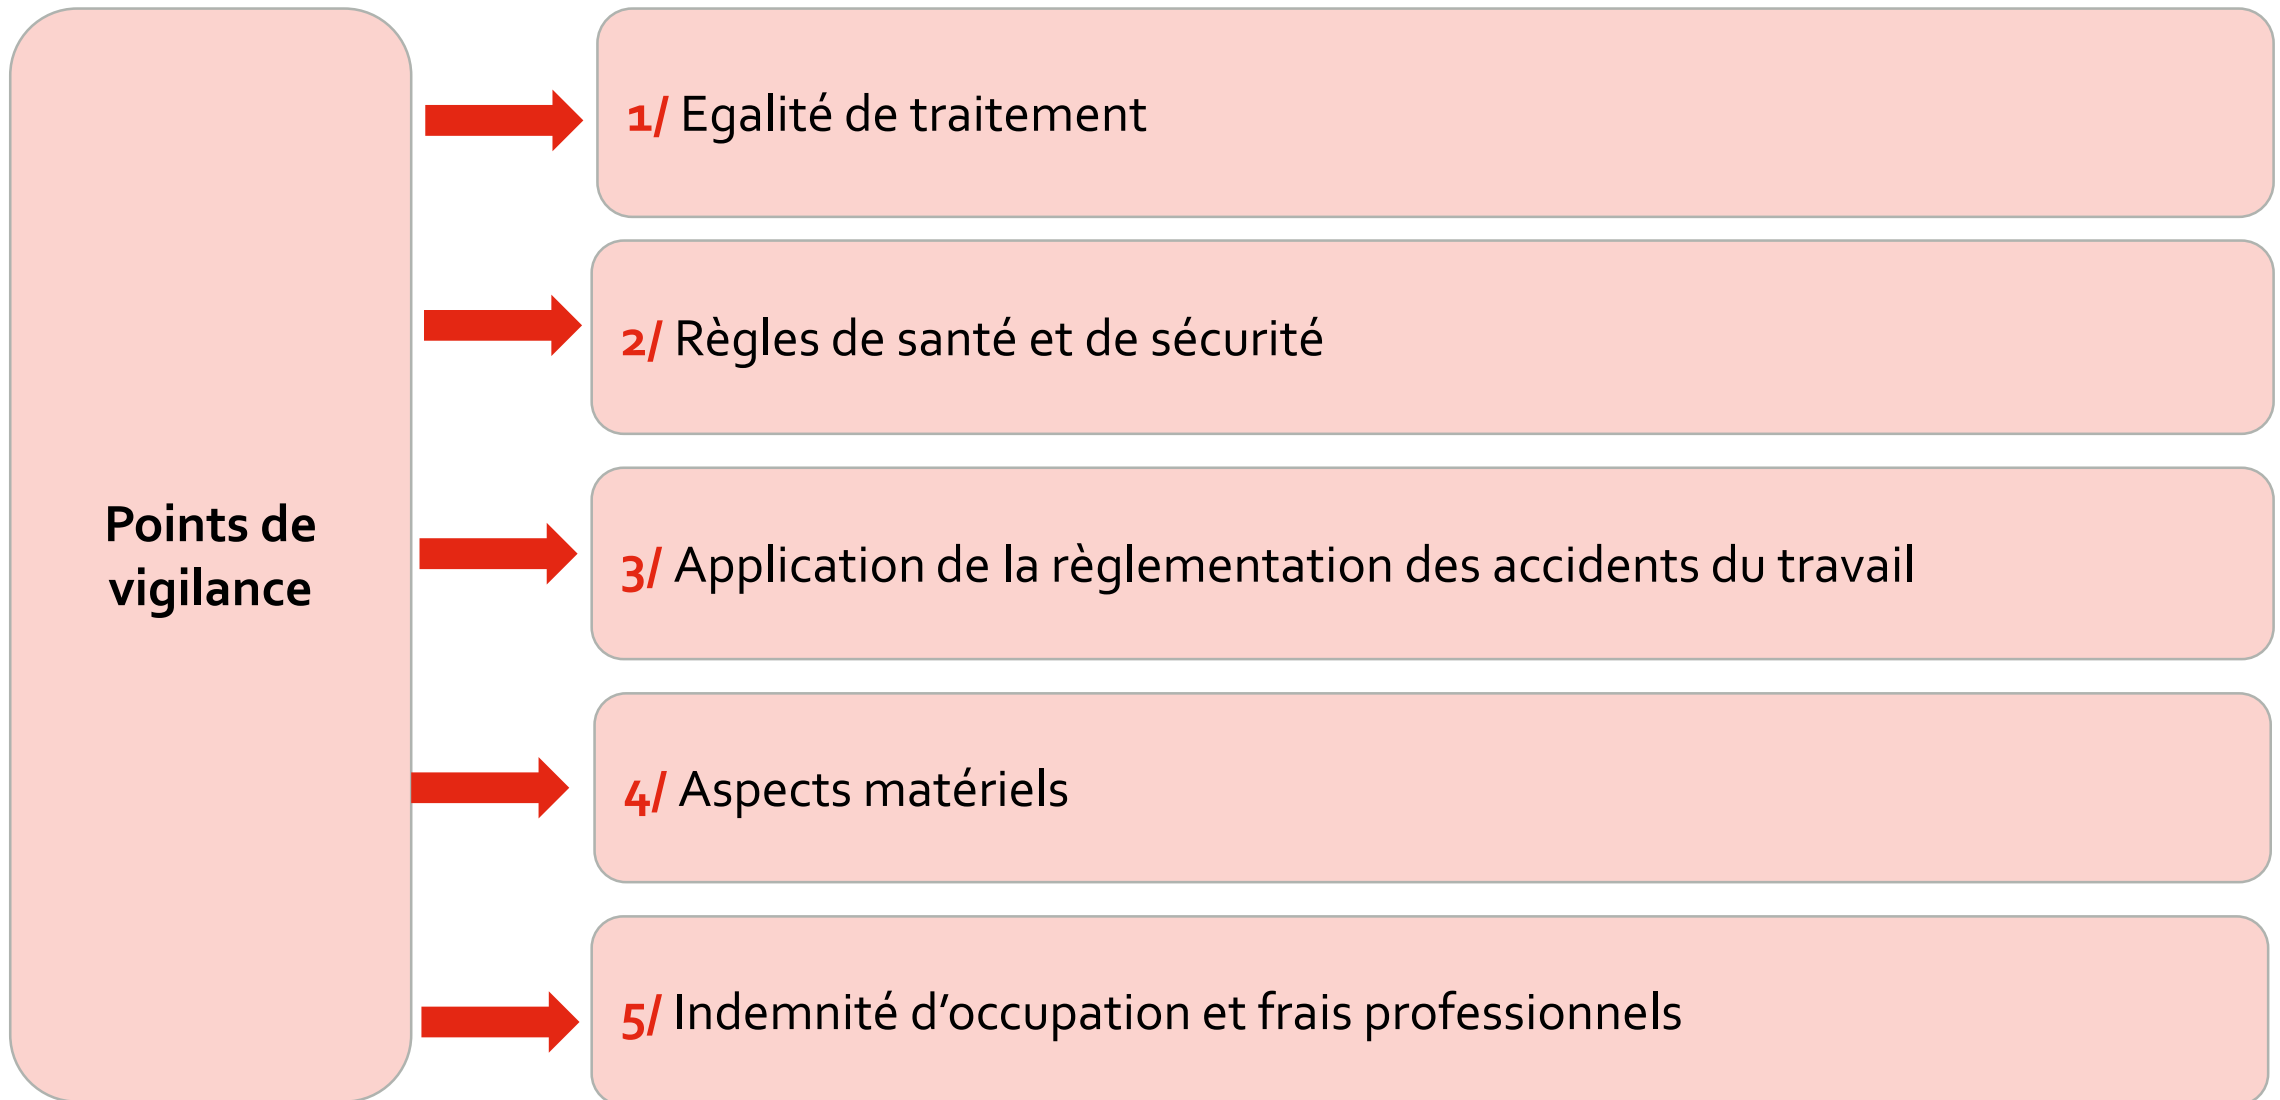 Points de
vigilance
1/ Egalité de traitement
2/ Règles de santé et de sécurité
3/ Application de la règlementation des accidents du travail
4/ Aspects matériels
5/ Indemnité d’occupation et frais professionnels